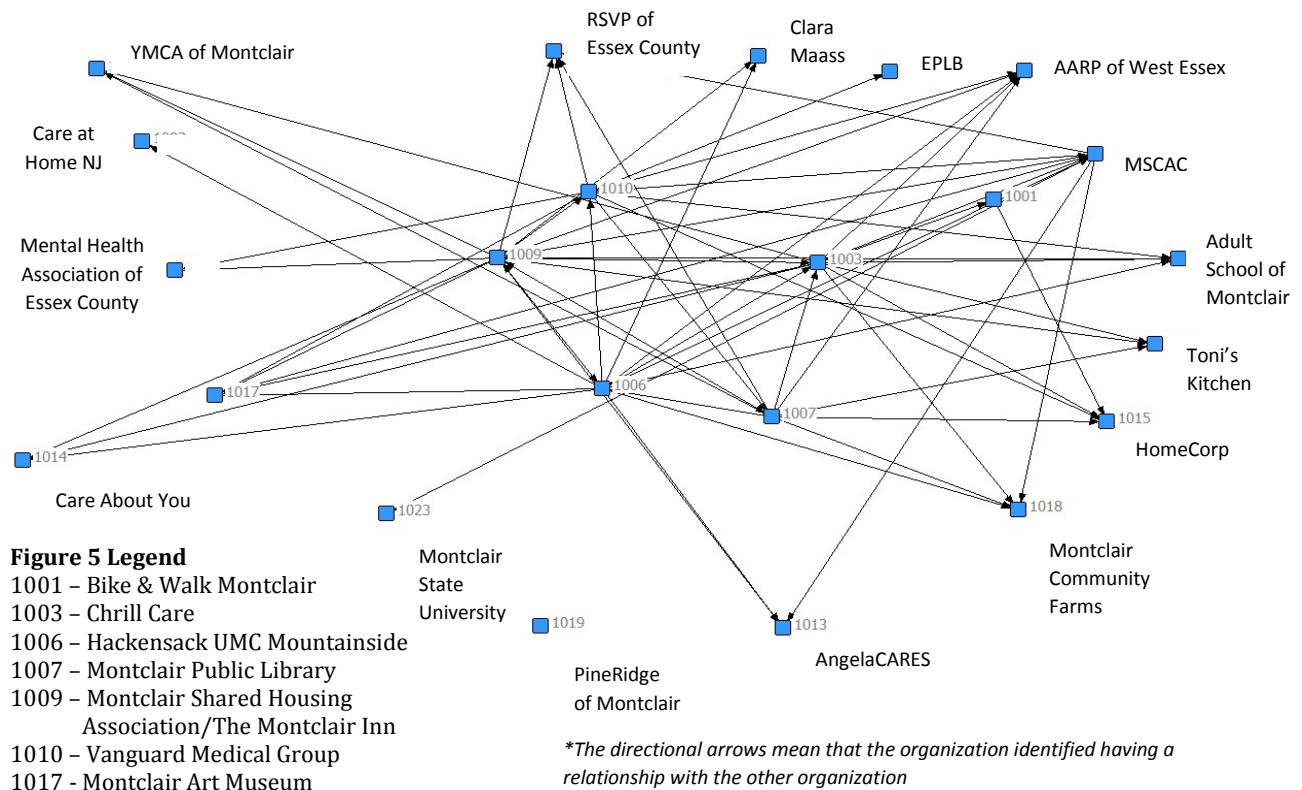 YMCA of Montclair
RSVP of
Essex County
Clara
Maass
EPLB
AARP of West Essex
Care at
Home NJ
MSCAC
1010
1001
Mental Health
Association of
Essex County
1009
1003
Adult
School of
Montclair
Toni's
Kitchen
1017
1006
1007
1015
HomeCorp
1014
Care About You
1023
1018
Montclair
State
University
Montclair
Community
Farms
1019
1013
PineRidge
of Montclair
AngelaCARES
Figure 5 Legend
1001 – Bike & Walk Montclair
1003 – Chrill Care
1006 – Hackensack UMC Mountainside
1007 – Montclair Public Library
1009 – Montclair Shared Housing
Association/The Montclair Inn
1010 – Vanguard Medical Group
1017 - Montclair Art Museum
*The directional arrows mean that the organization identified having a
relationship with the other organization